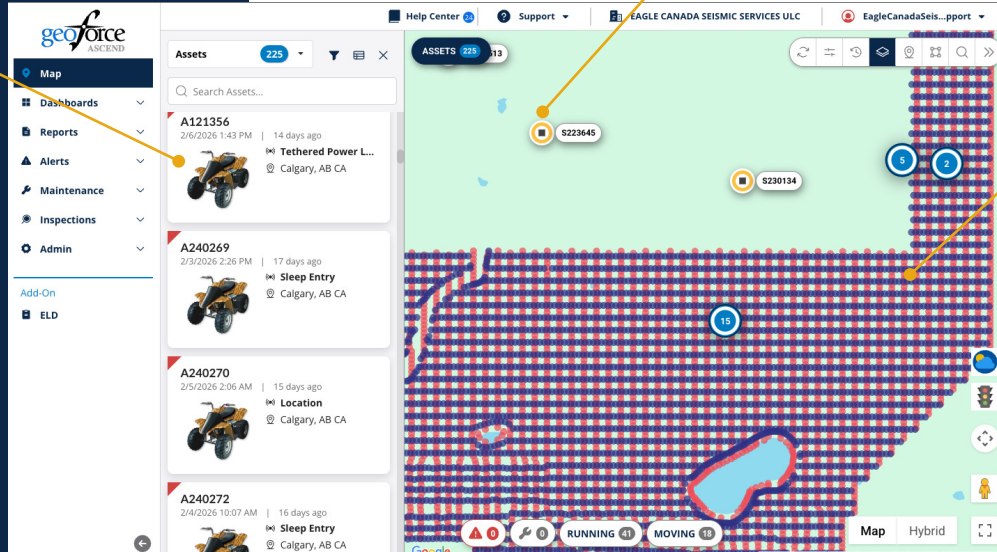 geoforce
ASCEND
Map
Dashboards
Reports
Alerts
Maintenance
Inspections
Admin
Add-On
ELD
Help Center 24
Support
EAGLE CANADA SEISMIC SERVICES ULC
EagleCanadaSeis...pport
Assets 225
Search Assets...
A121356
2/6/2026 1:43 PM | 14 days ago
Tethered Power L...
Calgary, AB CA
A240269
2/3/2026 2:26 PM | 17 days ago
Sleep Entry
Calgary, AB CA
A240270
2/5/2026 2:06 AM | 15 days ago
Location
Calgary, AB CA
A240272
2/4/2026 10:07 AM | 16 days ago
Sleep Entry
Calgary, AB CA
ASSETS 225
513
S223645
S230134
5
2
15
0
0
RUNNING 41
MOVING 18
Map
Hybrid
Google